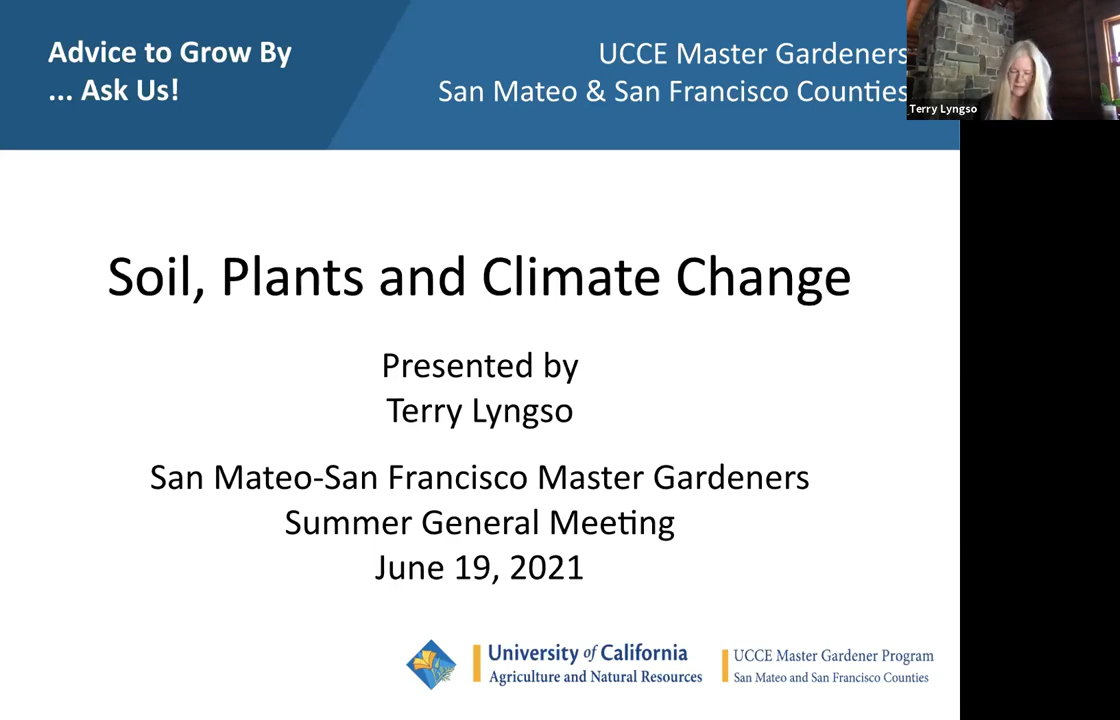 Advice to Grow By
... Ask Us!
UCCE Master Gardeners
San Mateo & San Francisco Counties
Terry Lyngso
Soil, Plants and Climate Change
Presented by
Terry Lyngso
San Mateo-San Francisco Master Gardeners
Summer General Meeting
June 19, 2021
University of California
Agriculture and Natural Resources
UCCE Master Gardener Program
San Mateo and San Francisco Counties